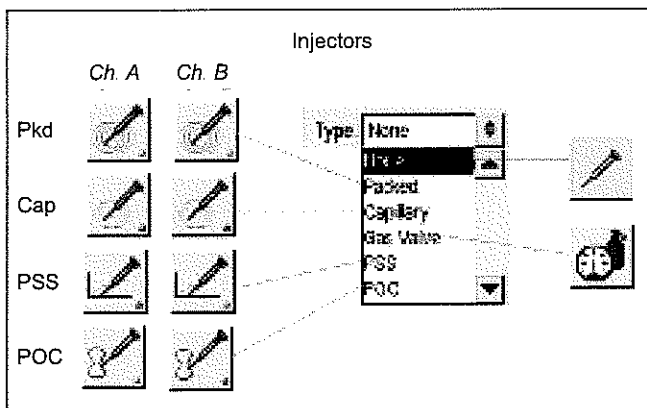 Injectors
Ch. A Ch. B
Pkd
Cap
PSS
POC
Type None
None
Packed
Capillary
Gas Valve
PSS
POC